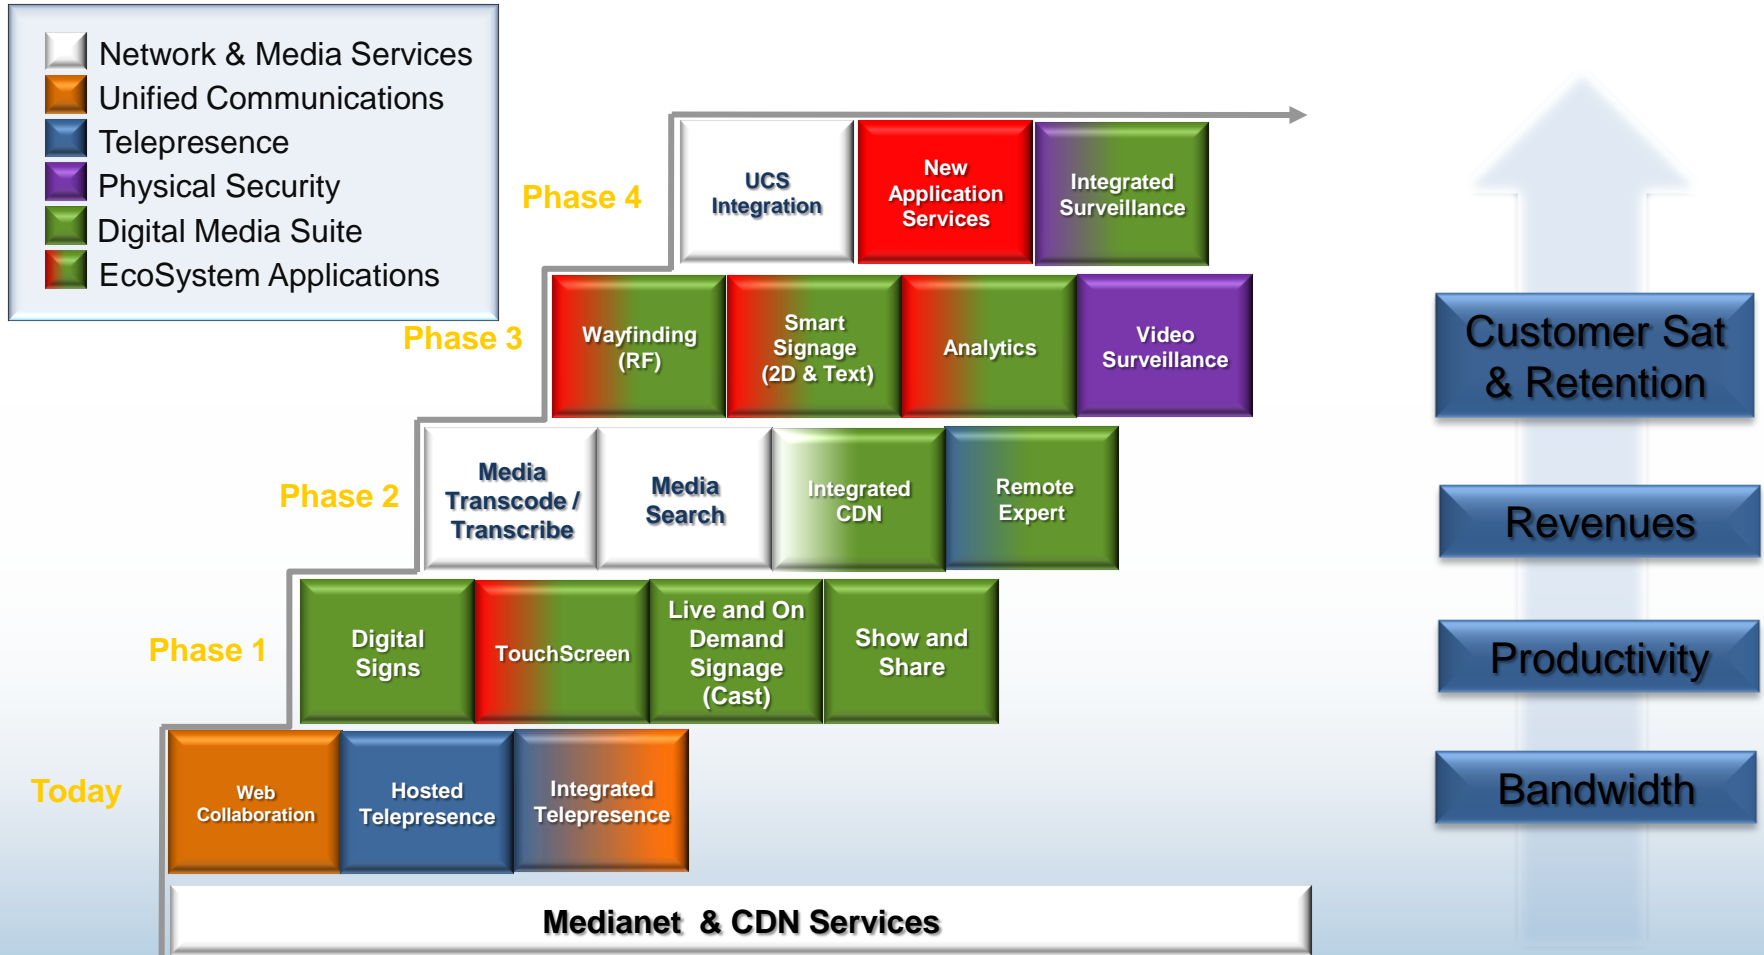 Network & Media Services
Unified Communications
Telepresence
Physical Security
Digital Media Suite
EcoSystem Applications
Phase 4
UCS
Integration
New
Application
Services
Integrated
Surveillance
Phase 3
Wayfinding
(RF)
Smart
Signage
(2D & Text)
Analytics
Video
Surveillance
Phase 2
Media
Transcode /
Transcribe
Media
Search
Integrated
CDN
Remote
Expert
Phase 1
Digital
Signs
TouchScreen
Live and On
Demand
Signage
(Cast)
Show and
Share
Today
Web
Collaboration
Hosted
Telepresence
Integrated
Telepresence
Medianet & CDN Services
Customer Sat
& Retention
Revenues
Productivity
Bandwidth